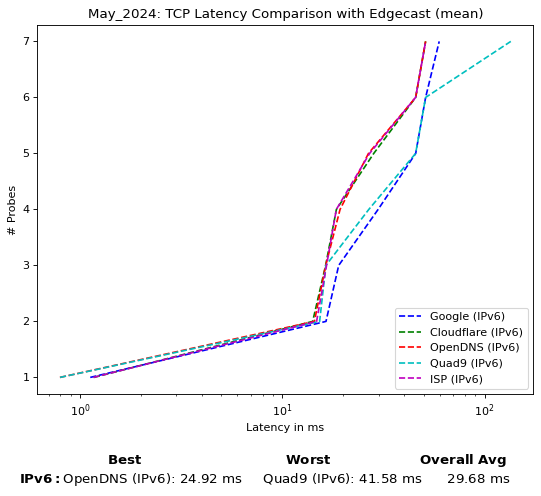 May_2024: TCP Latency Comparison with Edgecast (mean)
# Probes
7
6
5
4
3
2
1
Google (IPv6)
Cloudflare (IPv6)
OpenDNS (IPv6)
Quad9 (IPv6)
ISP (IPv6)
10⁰ 10¹ 10²
Latency in ms
Best Worst Overall Avg
IPv6: OpenDNS (IPv6): 24.92 ms Quad9 (IPv6): 41.58 ms 29.68 ms